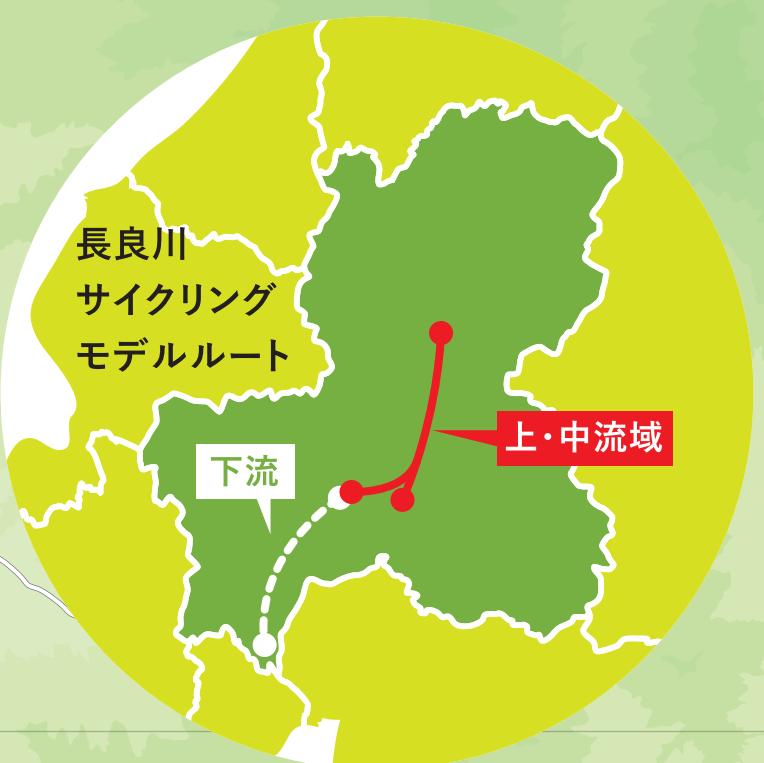 長良川
サイクリング
モデルルート
上・中流域
下流